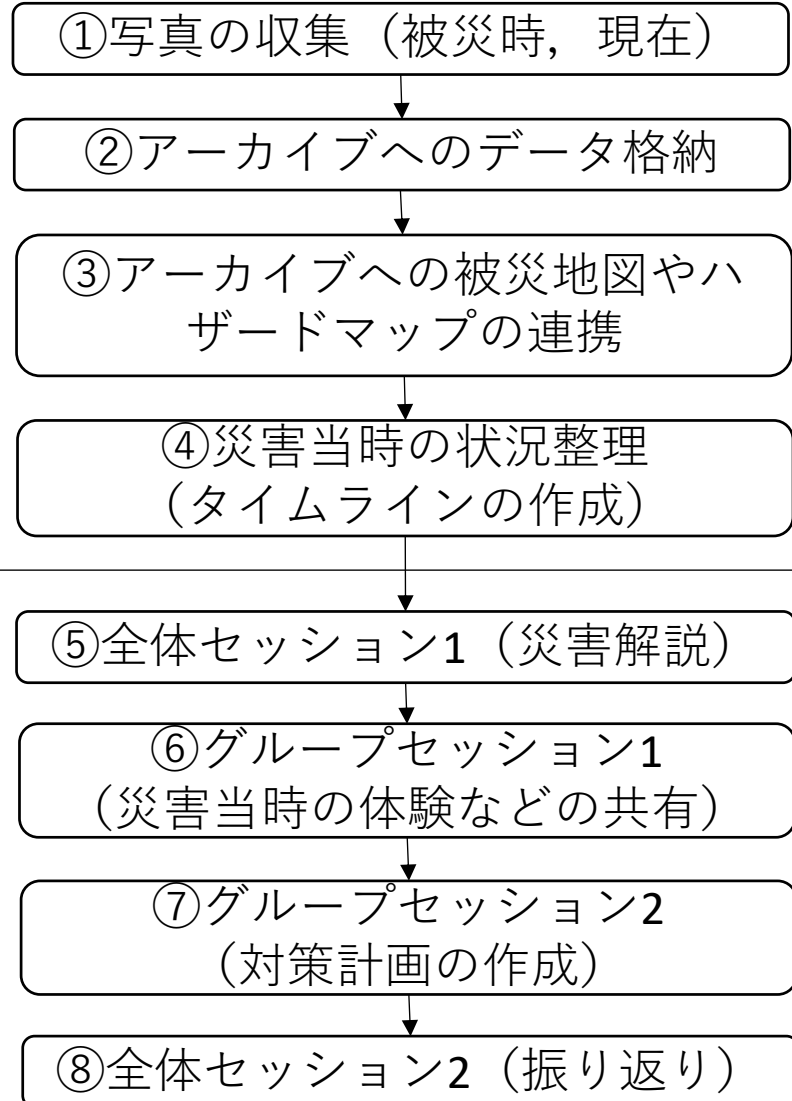 ①写真の収集（被災時，現在）
②アーカイブへのデータ格納
③アーカイブへの被災地図やハ
ザードマップの連携
④災害当時の状況整理
（タイムラインの作成）
⑤全体セッション1（災害解説）
⑥グループセッション1
（災害当時の体験などの共有）
⑦グループセッション2
（対策計画の作成）
⑧全体セッション2（振り返り）